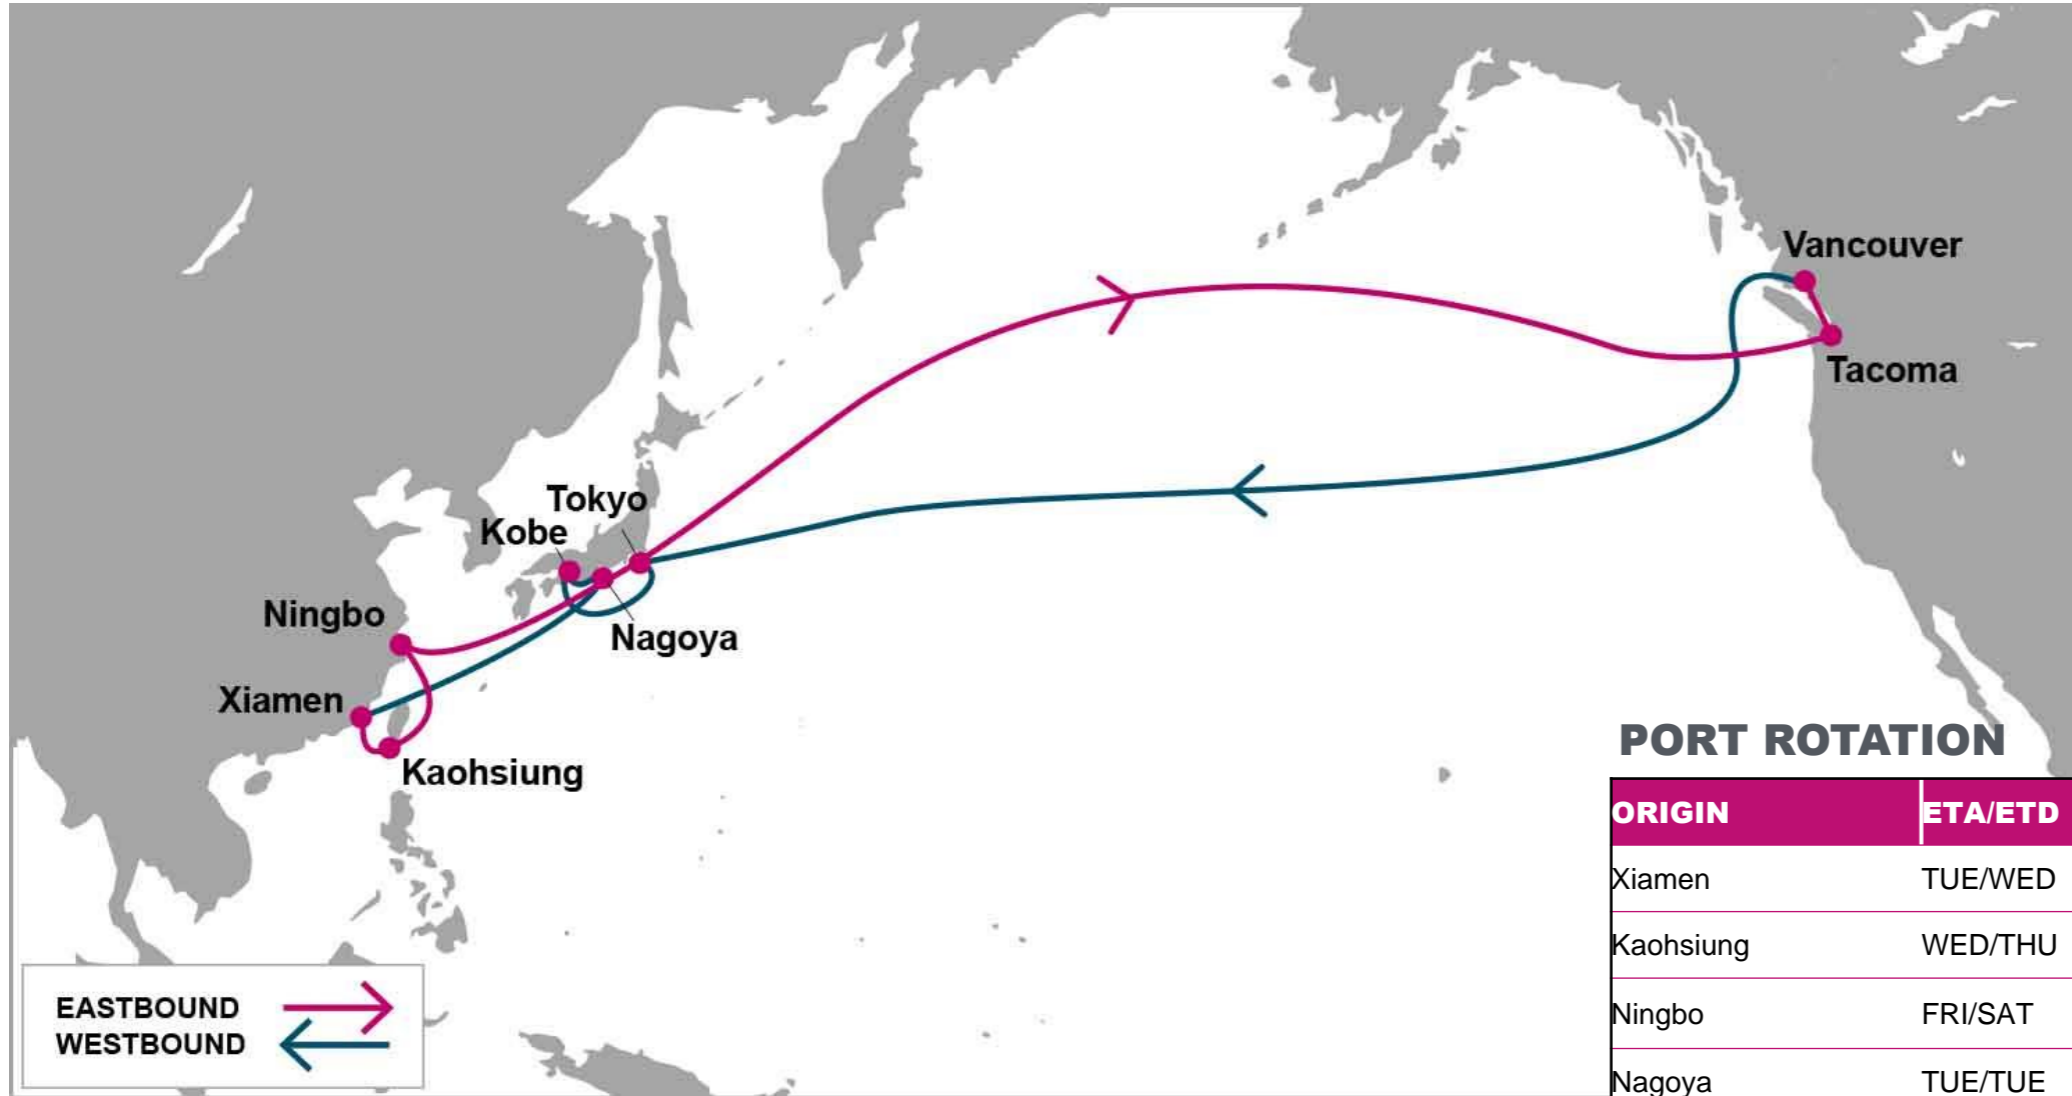 Vancouver
Tacoma
Tokyo
Kobe
Nagoya
Ningbo
Xiamen
Kaohsiung
EASTBOUND
WESTBOUND
PORT ROTATION
ORIGIN ETA/ETD
Xiamen TUE/WED
Kaohsiung WED/THU
Ningbo FRI/SAT
Nagoya TUE/TUE